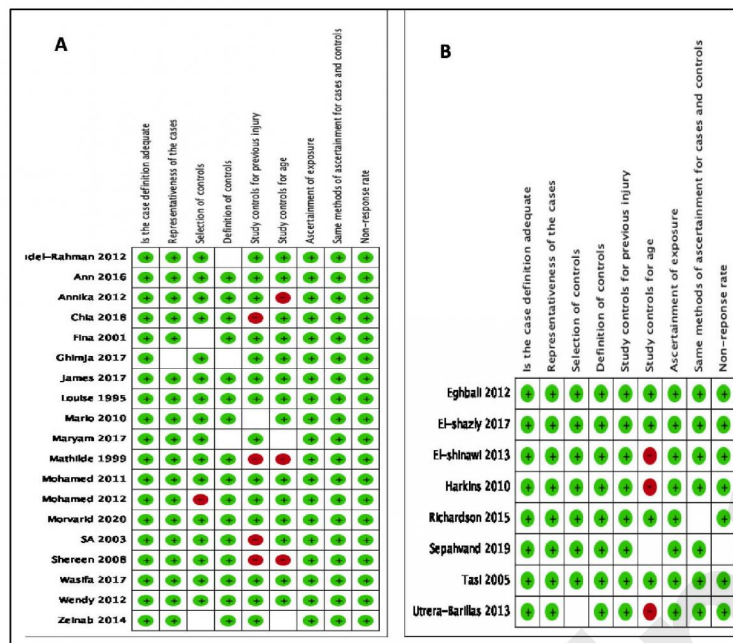 A
Is the case definition adequate
Representativeness of the cases
Selection of controls
Definition of controls
Study controls for previous injury
Study controls for age
Ascertainment of exposure
Same methods of ascertainment for cases and controls
Non-response rate
idel-Rahman 2012
Ann 2016
Annika 2012
Chia 2018
Fina 2001
Ghimja 2017
James 2017
Louise 1995
Mario 2010
Maryam 2017
Mathilde 1999
Mohamed 2011
Mohamed 2012
Morvarid 2020
SA 2003
Shereen 2008
Wasifa 2017
Wendy 2012
Zeinab 2014
B
Is the case definition adequate
Representativeness of the cases
Selection of controls
Definition of controls
Study controls for previous injury
Study controls for age
Ascertainment of exposure
Same methods of ascertainment for cases and controls
Non-reponse rate
Eghbali 2012
El-shazly 2017
El-shinawi 2013
Harkins 2010
Richardson 2015
Sepahvand 2019
Tasi 2005
Utrera-Barillas 2013